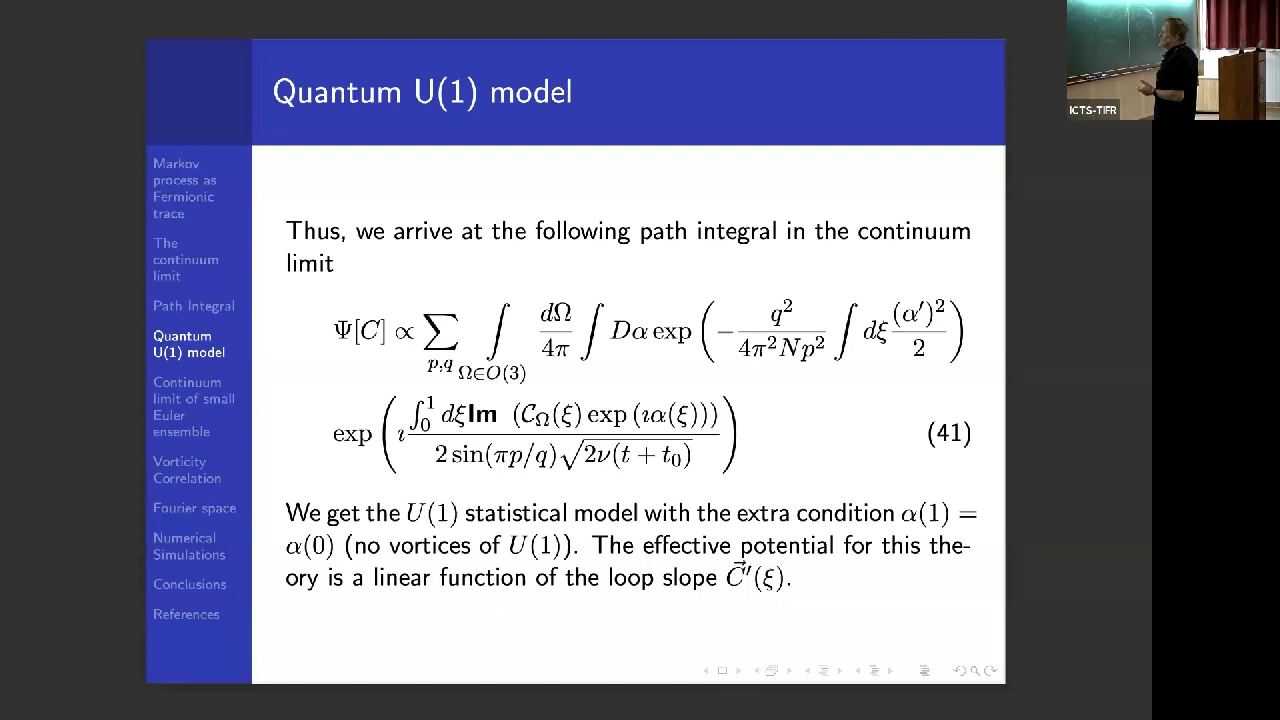 Quantum U(1) model
ICTS-TIFR
Markov
process as
Fermionic
trace
The
continuum
limit
Path Integral
Quantum
U(1) model
Continuum
limit of small
Euler
ensemble
Vorticity
Correlation
Fourier space
Numerical
Simulations
Conclusions
References
Thus, we arrive at the following path integral in the continuum
limit
Ψ[C] ∝ ∑_{p,q} ∫_{Ω∈O(3)} dΩ/4π ∫ Dα exp (− q²/(4π²Np²) ∫ dξ (α′)²/2)
exp (ı ∫₀¹ dξ Im (𝒞_Ω(ξ) exp (ıα(ξ))) / (2 sin(πp/q)√(2ν(t + t₀)))) (41)
We get the U(1) statistical model with the extra condition α(1) =
α(0) (no vortices of U(1)). The effective potential for this the-
ory is a linear function of the loop slope C⃗′(ξ).